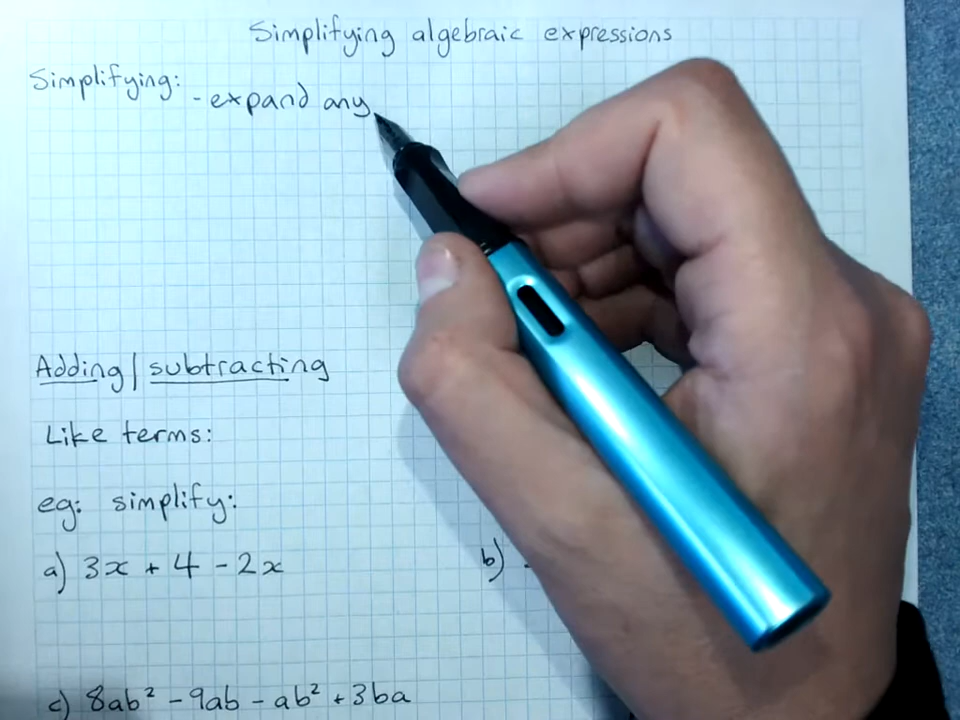 Simplifying algebraic expressions
Simplifying: - expand any
Adding/subtracting
Like terms:
eg: simplify:
a) 3x + 4 - 2x b)
c) 8ab² - 9ab - ab² + 3ba